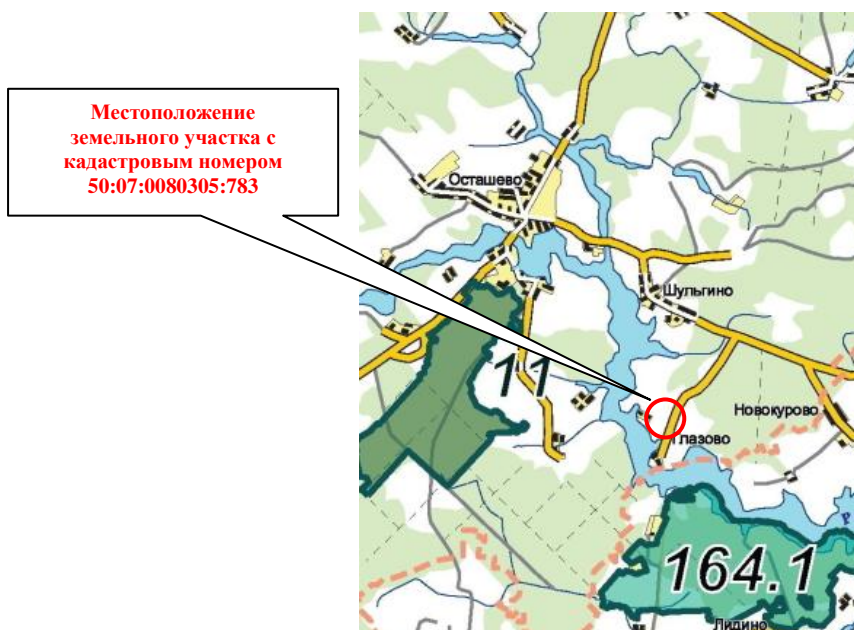 Местоположение
земельного участка с
кадастровым номером
50:07:0080305:783
Осташево
Шульгино
11
Новокурово
Глазово
Р
164.1
Лидино